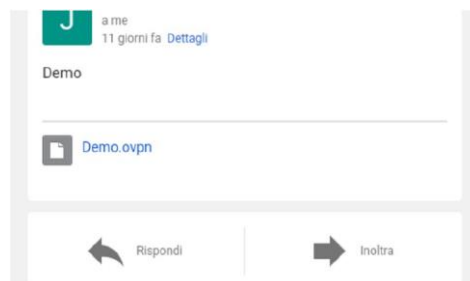 J
a me
11 giorni fa Dettagli
Demo
Demo.ovpn
Rispondi
Inoltra